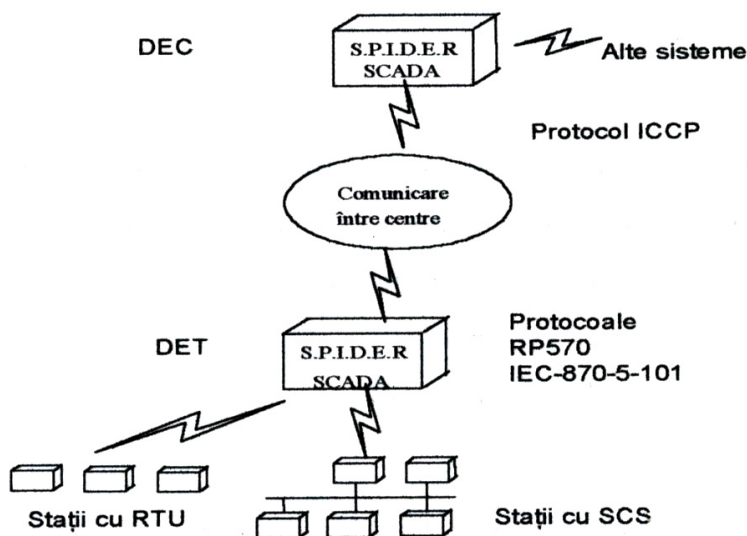 DEC
S.P.I.D.E.R
SCADA
Alte sisteme
Protocol ICCP
Comunicare
între centre
DET
S.P.I.D.E.R
SCADA
Protocoale
RP570
IEC-870-5-101
Stații cu RTU
Stații cu SCS